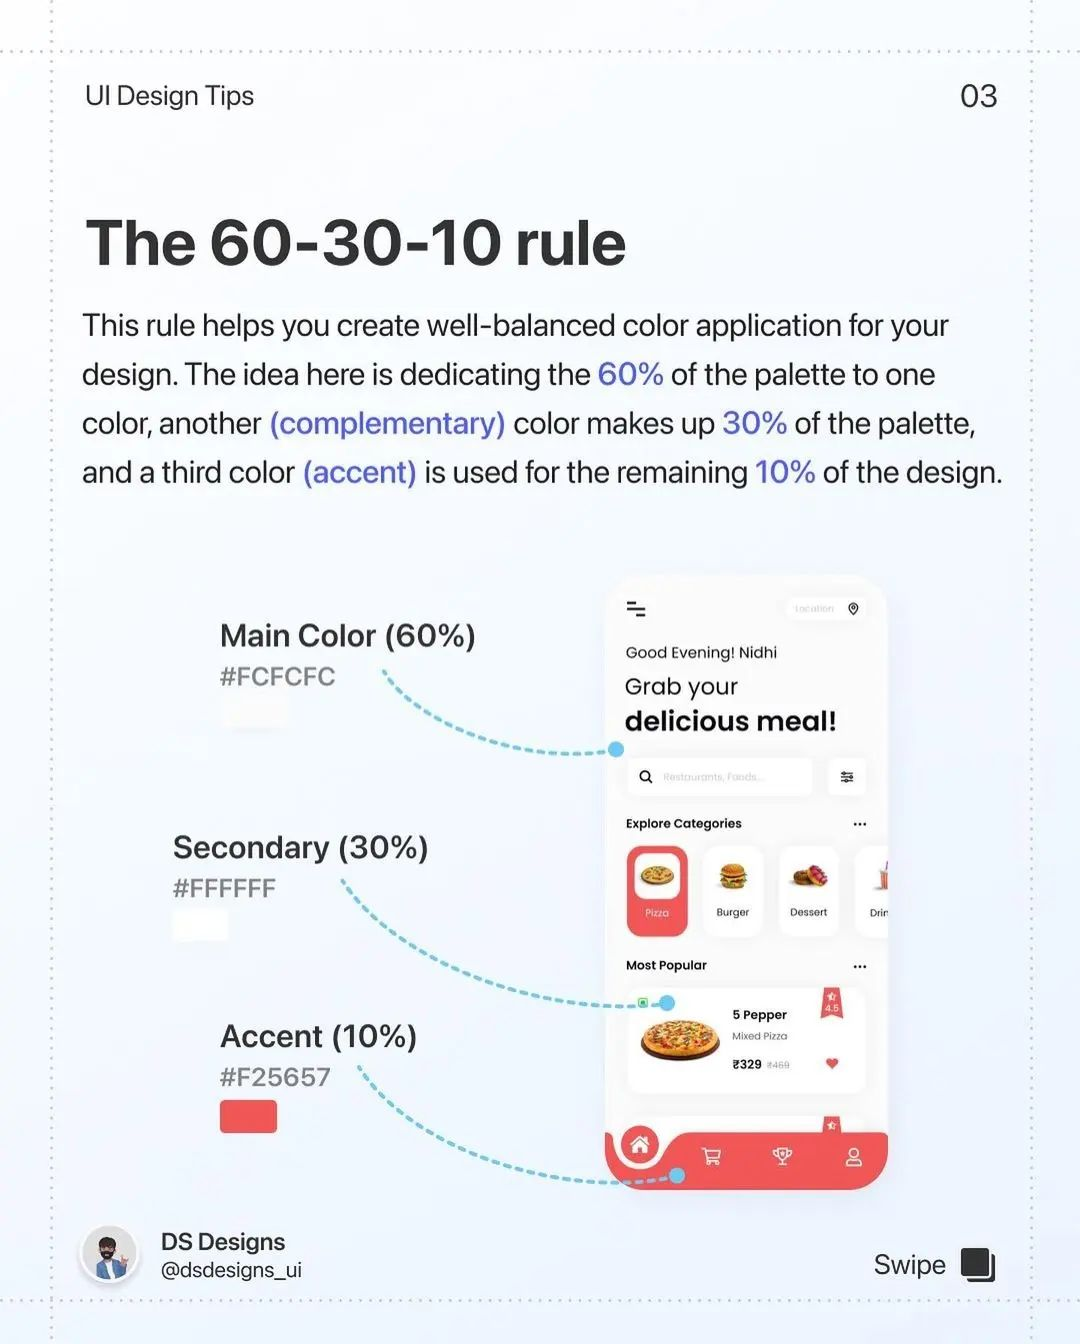 UI Design Tips
03
The 60-30-10 rule
This rule helps you create well-balanced color application for your
design. The idea here is dedicating the 60% of the palette to one
color, another (complementary) color makes up 30% of the palette,
and a third color (accent) is used for the remaining 10% of the design.
Main Color (60%)
#FCFCFC
Secondary (30%)
#FFFFFF
Accent (10%)
#F25657
Location
Good Evening! Nidhi
Grab your
delicious meal!
Restaurants, Foods...
Explore Categories
Pizza
Burger
Dessert
Drin
Most Popular
4.5
5 Pepper
Mixed Pizza
₹329 ₹469
DS Designs
@dsdesigns_ui
Swipe